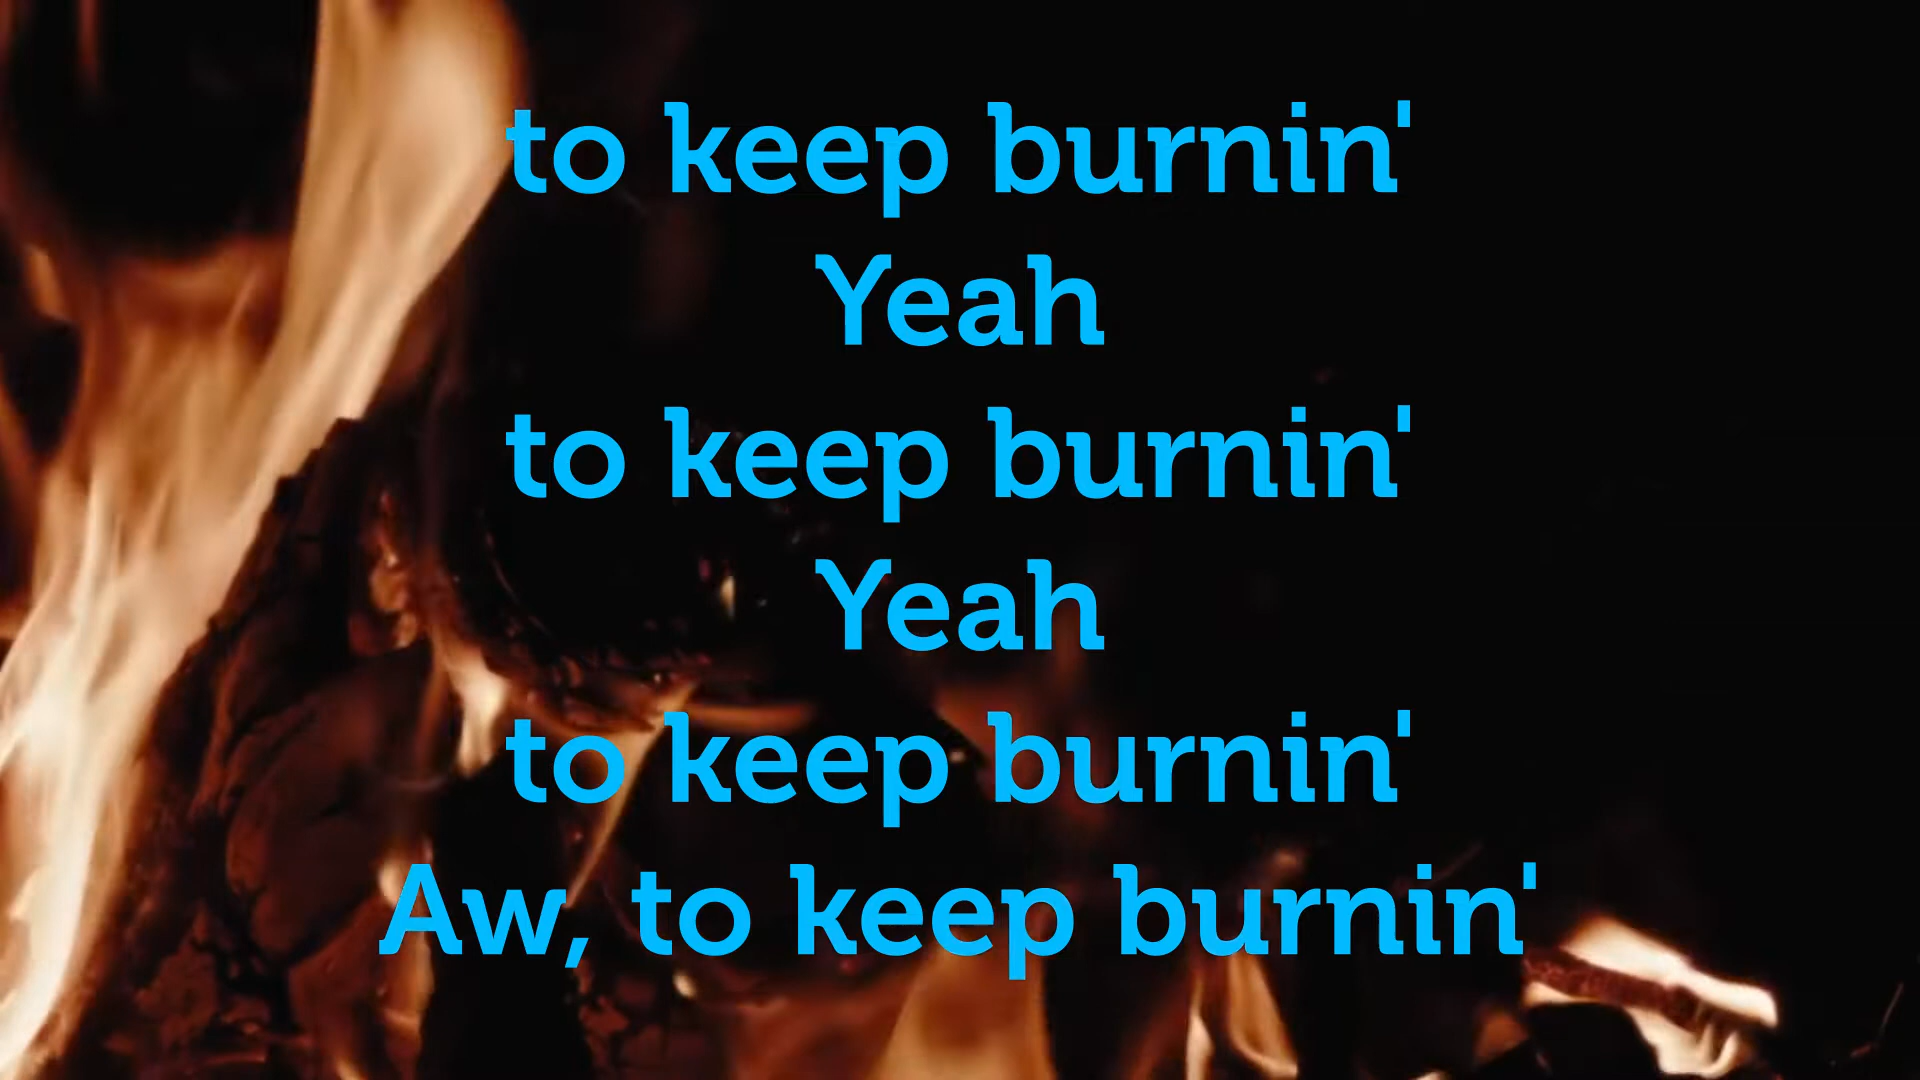 to keep burnin'
Yeah
to keep burnin'
Yeah
to keep burnin'
Aw, to keep burnin'